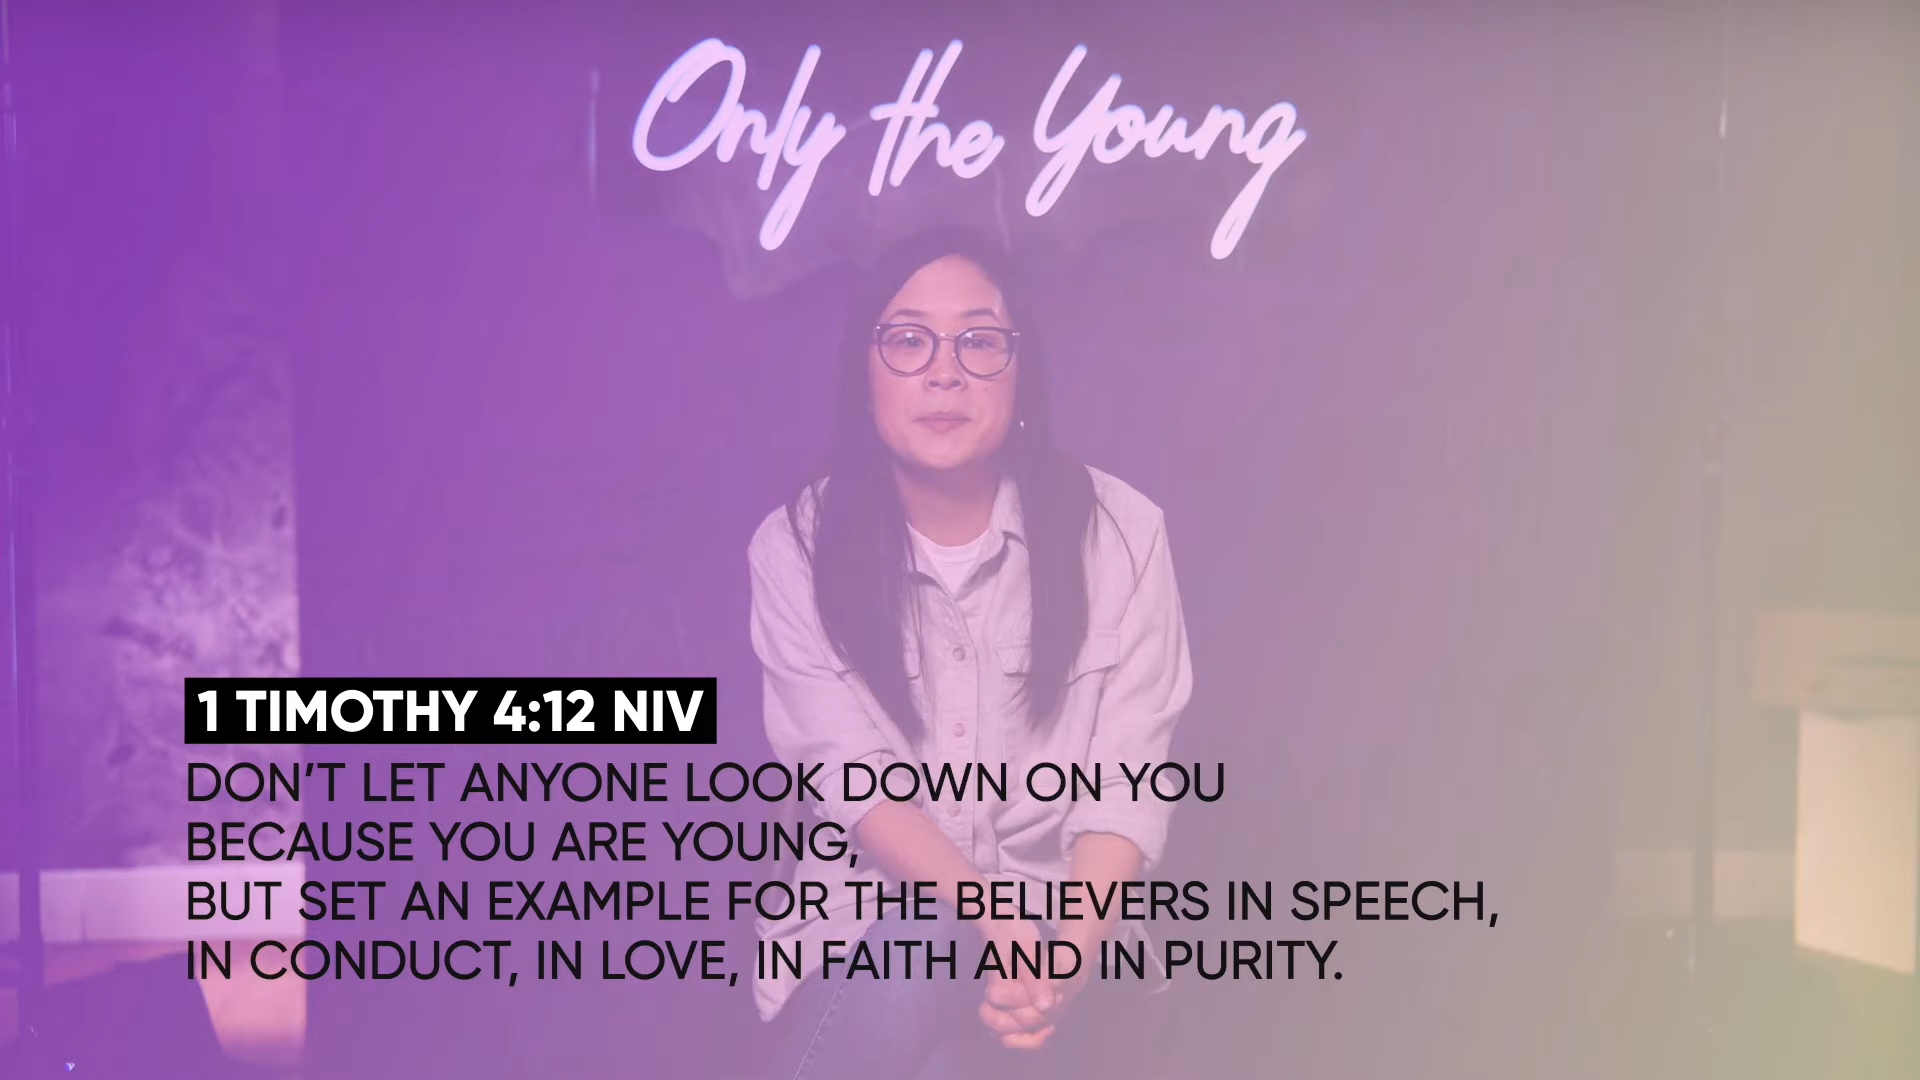 Only the Young
1 TIMOTHY 4:12 NIV
DON’T LET ANYONE LOOK DOWN ON YOU
BECAUSE YOU ARE YOUNG,
BUT SET AN EXAMPLE FOR THE BELIEVERS IN SPEECH,
IN CONDUCT, IN LOVE, IN FAITH AND IN PURITY.